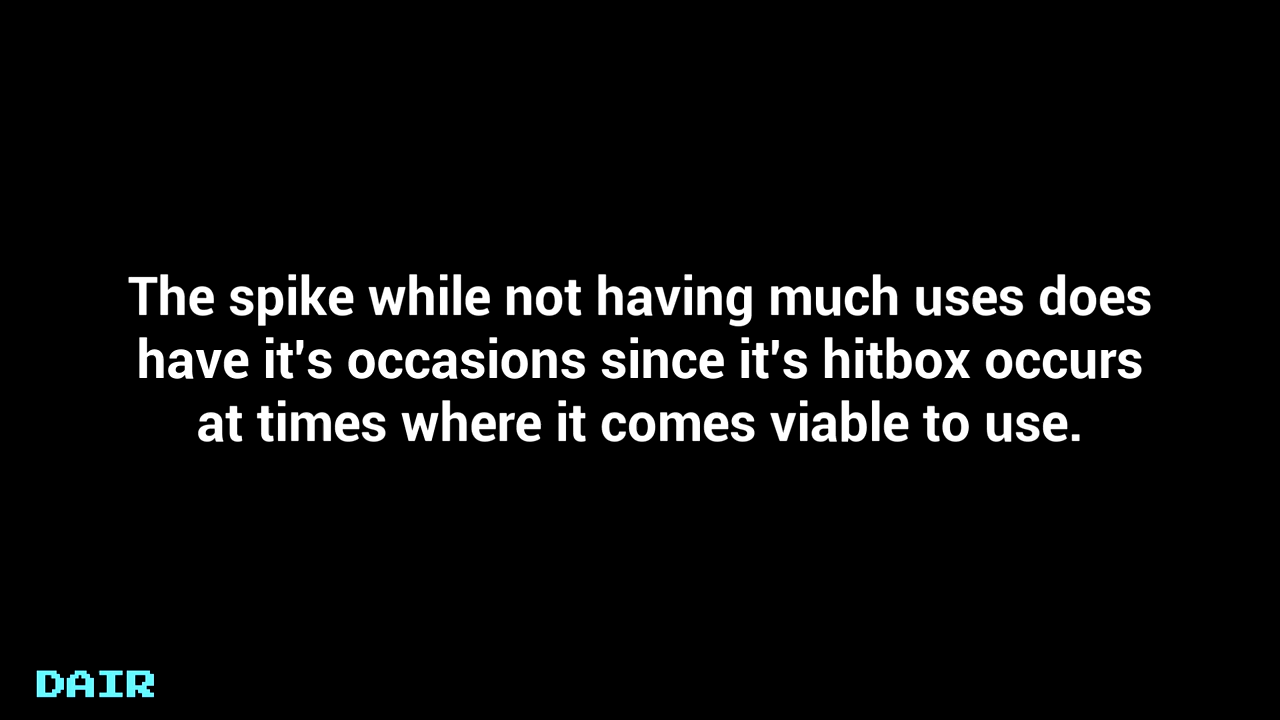 The spike while not having much uses does
have it's occasions since it's hitbox occurs
at times where it comes viable to use.
DAIR